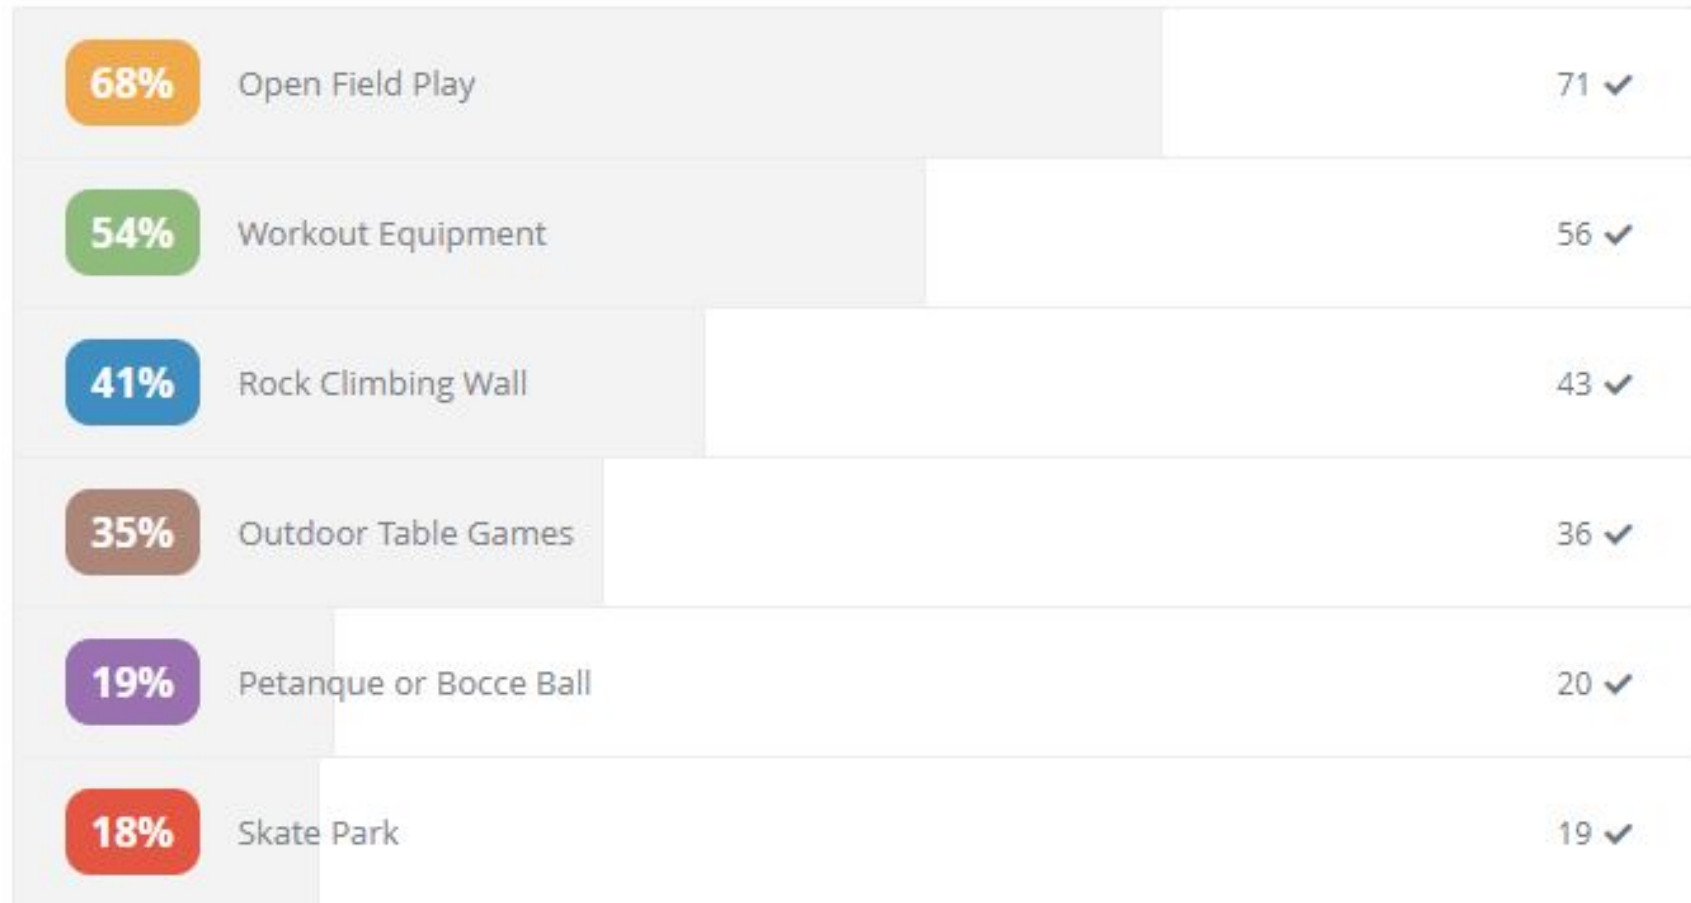 68% Open Field Play 71 ✔
54% Workout Equipment 56 ✔
41% Rock Climbing Wall 43 ✔
35% Outdoor Table Games 36 ✔
19% Petanque or Bocce Ball 20 ✔
18% Skate Park 19 ✔